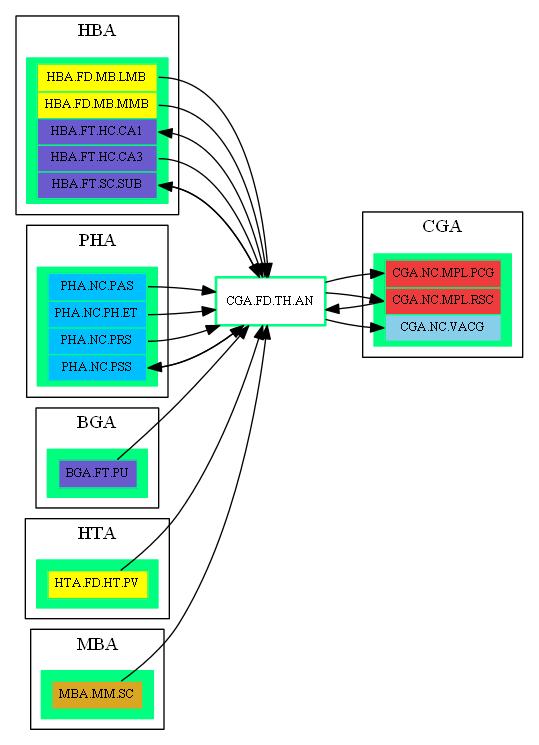 HBA
HBA.FD.MB.LMB
HBA.FD.MB.MMB
HBA.FT.HC.CA1
HBA.FT.HC.CA3
HBA.FT.SC.SUB
PHA
PHA.NC.PAS
PHA.NC.PH.ET
PHA.NC.PRS
PHA.NC.PSS
BGA
BGA.FT.PU
HTA
HTA.FD.HT.PV
MBA
MBA.MM.SC
CGA.FD.TH.AN
CGA
CGA.NC.MPL.PCG
CGA.NC.MPL.RSC
CGA.NC.VACG